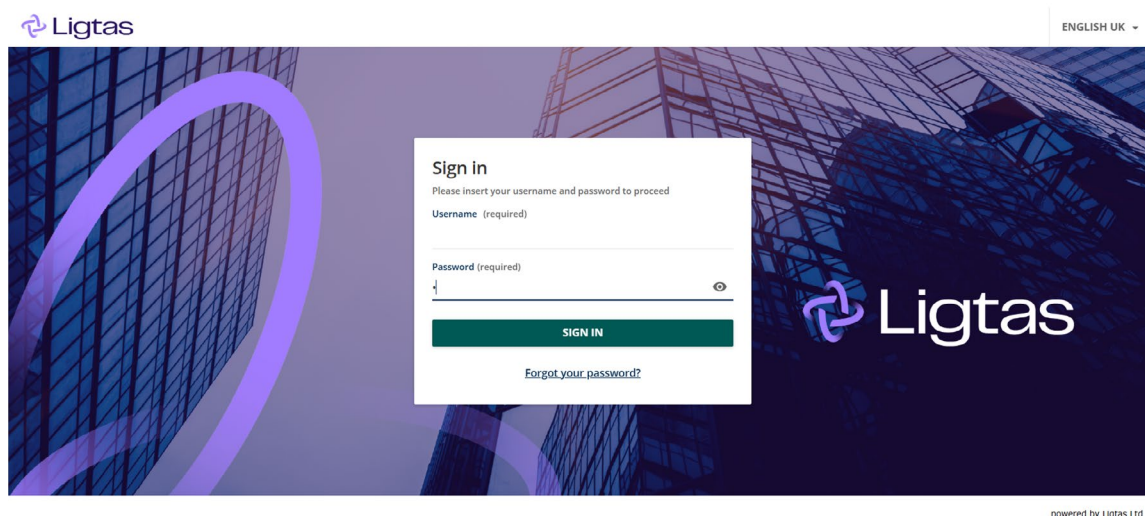 Ligtas
ENGLISH UK
Sign in
Please insert your username and password to proceed
Username (required)
Password (required)
SIGN IN
Forgot your password?
Ligtas
powered by Ligtas Ltd